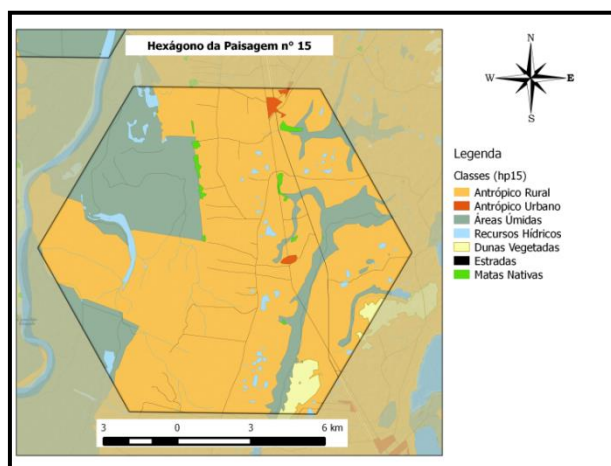 Hexágono da Paisagem n° 15
N
W
E
S
Legenda
Classes (hp15)
Antrópico Rural
Antrópico Urbano
Áreas Úmidas
Recursos Hídricos
Dunas Vegetadas
Estradas
Matas Nativas
3 0 3 6 km